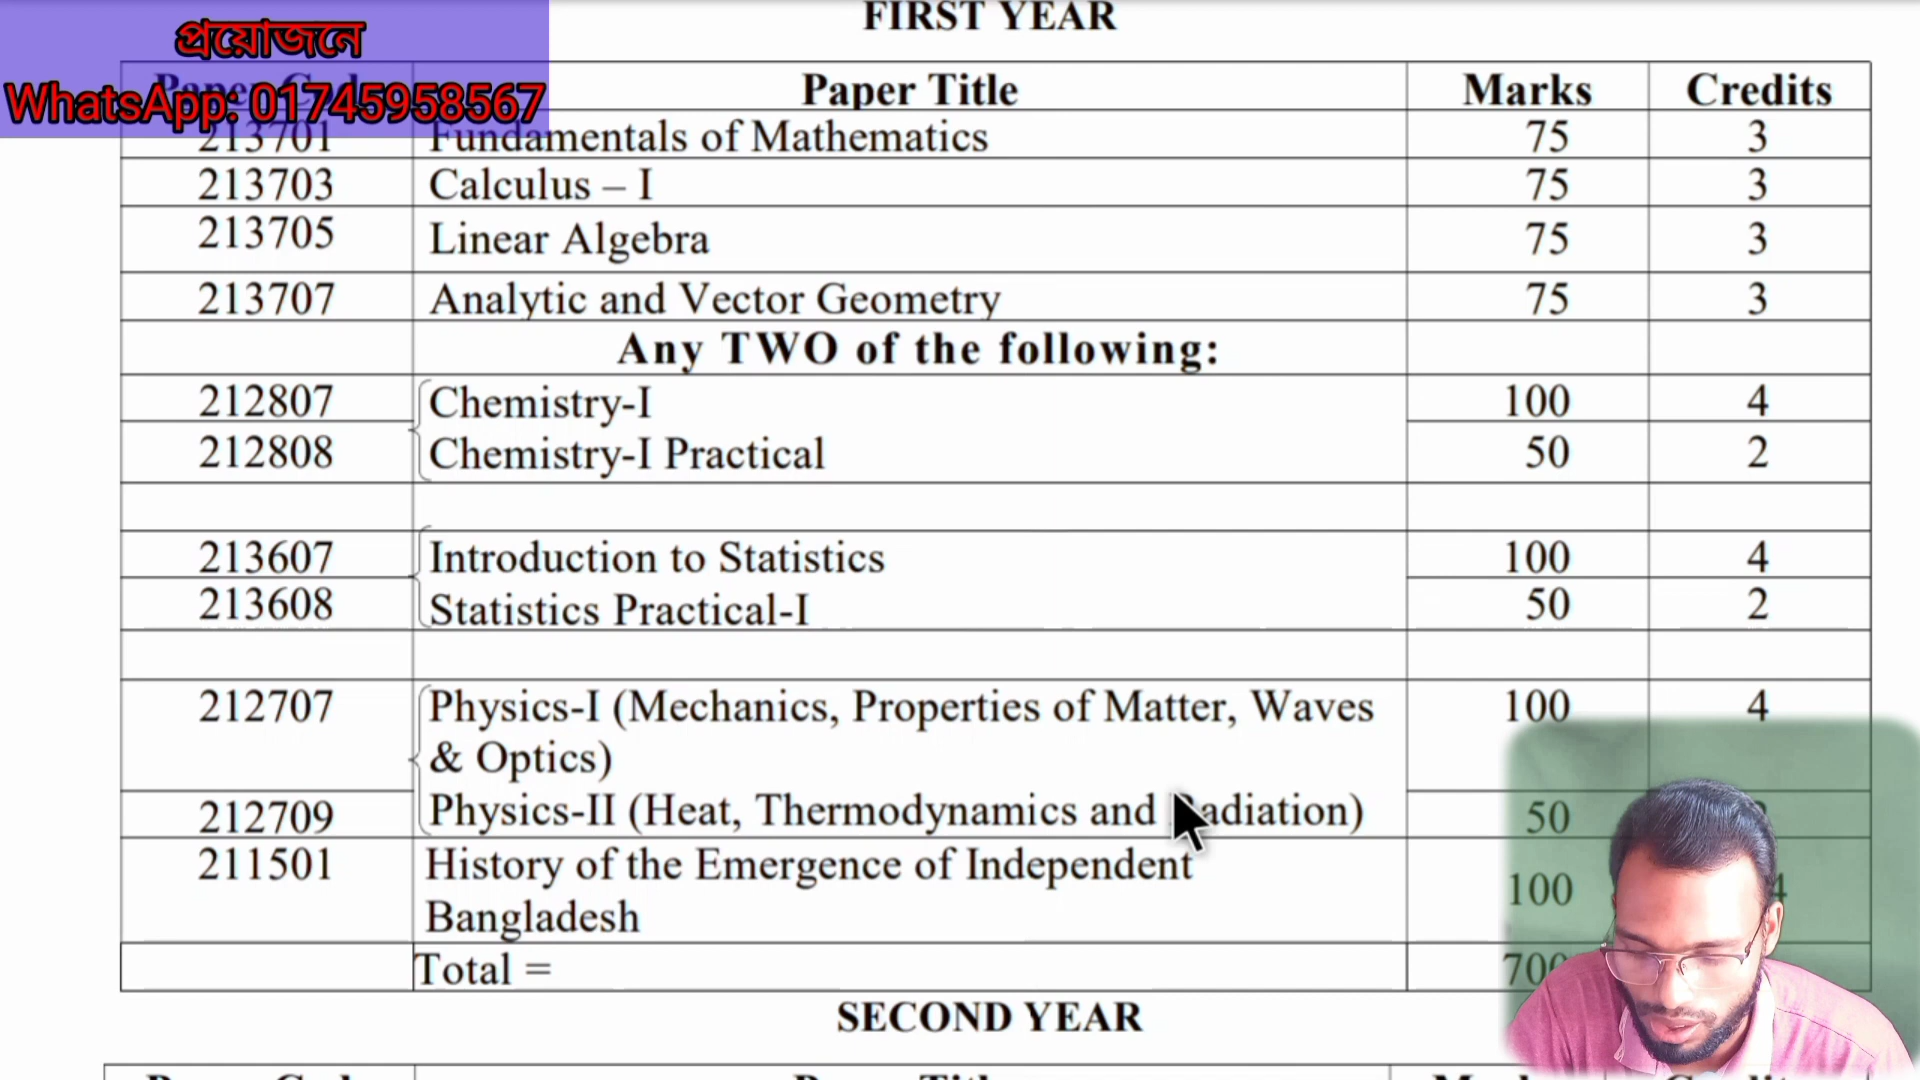 FIRST YEAR
প্রয়োজনে
WhatsApp: 01745958567
Paper Title Marks Credits
213701 Fundamentals of Mathematics 75 3
213703 Calculus – I 75 3
213705 Linear Algebra 75 3
213707 Analytic and Vector Geometry 75 3
Any TWO of the following:
212807 Chemistry-I 100 4
212808 Chemistry-I Practical 50 2
213607 Introduction to Statistics 100 4
213608 Statistics Practical-I 50 2
212707 Physics-I (Mechanics, Properties of Matter, Waves 100 4
& Optics)
212709 Physics-II (Heat, Thermodynamics and Radiation) 50
211501 History of the Emergence of Independent 100 4
Bangladesh
Total = 700
SECOND YEAR